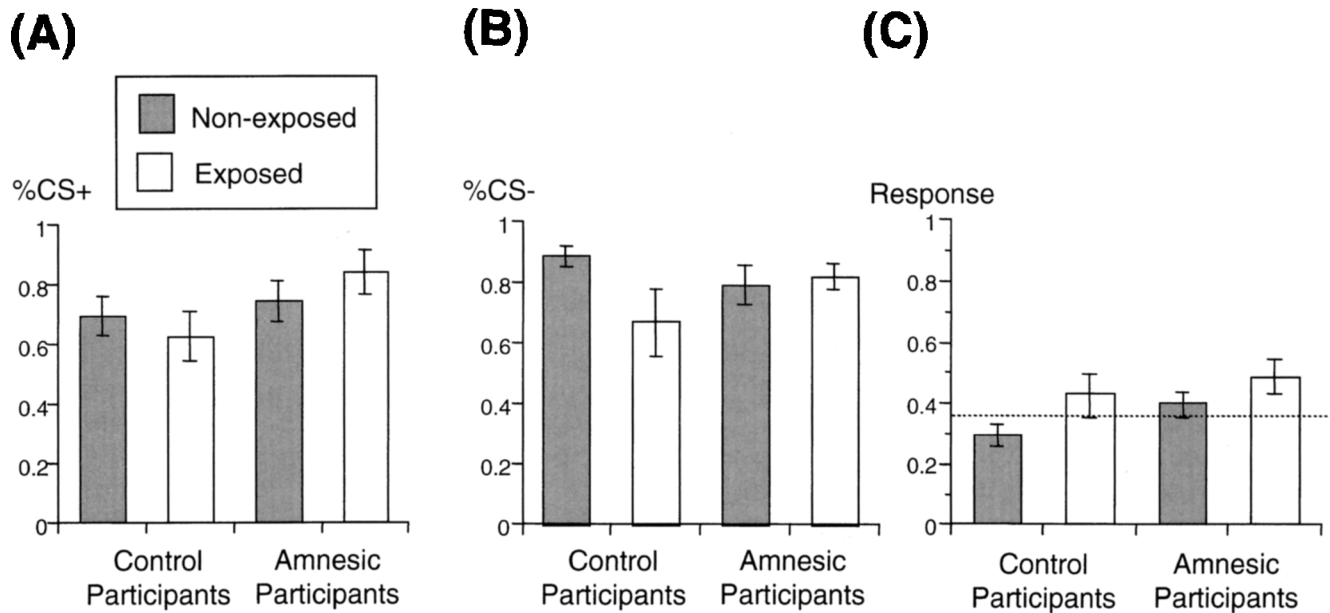 (A)
(B)
(C)
Non-exposed
Exposed
%CS+
%CS-
Response
1
0.8
0.6
0.4
0.2
0
1
0.8
0.6
0.4
0.2
0
1
0.8
0.6
0.4
0.2
0
Control
Participants
Amnesic
Participants
Control
Participants
Amnesic
Participants
Control
Participants
Amnesic
Participants